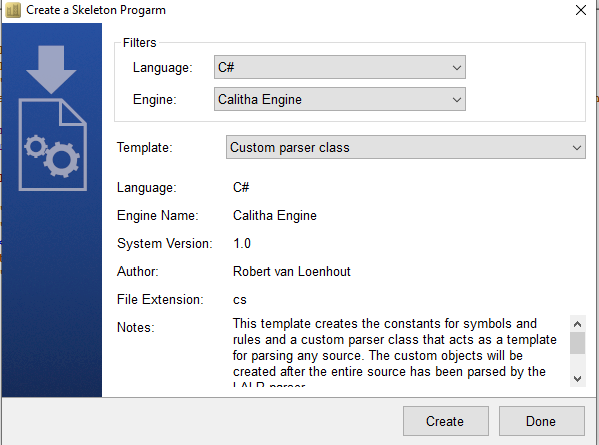 Create a Skeleton Progarm
Filters
Language: C#
Engine: Calitha Engine
Template: Custom parser class
Language: C#
Engine Name: Calitha Engine
System Version: 1.0
Author: Robert van Loenhout
File Extension: cs
Notes: This template creates the constants for symbols and
rules and a custom parser class that acts as a template
for parsing any source. The custom objects will be
created after the entire source has been parsed by the
LALR parser
Create Done